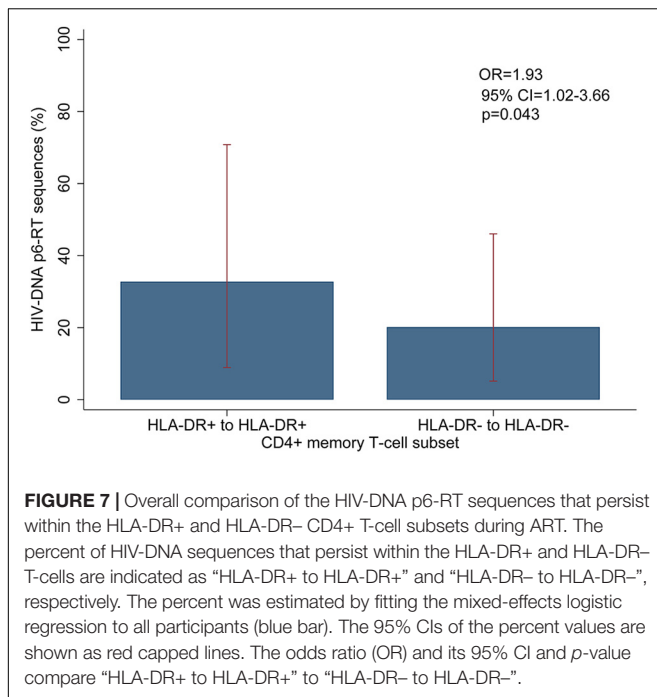 100
80
60
40
20
0
HIV-DNA p6-RT sequences (%)
OR=1.93
95% CI=1.02-3.66
p=0.043
HLA-DR+ to HLA-DR+
HLA-DR- to HLA-DR-
CD4+ memory T-cell subset
FIGURE 7 | Overall comparison of the HIV-DNA p6-RT sequences that persist
within the HLA-DR+ and HLA-DR– CD4+ T-cell subsets during ART. The
percent of HIV-DNA sequences that persist within the HLA-DR+ and HLA-DR–
T-cells are indicated as “HLA-DR+ to HLA-DR+” and “HLA-DR– to HLA-DR–”,
respectively. The percent was estimated by fitting the mixed-effects logistic
regression to all participants (blue bar). The 95% CIs of the percent values are
shown as red capped lines. The odds ratio (OR) and its 95% CI and p-value
compare “HLA-DR+ to HLA-DR+” to “HLA-DR– to HLA-DR–”.